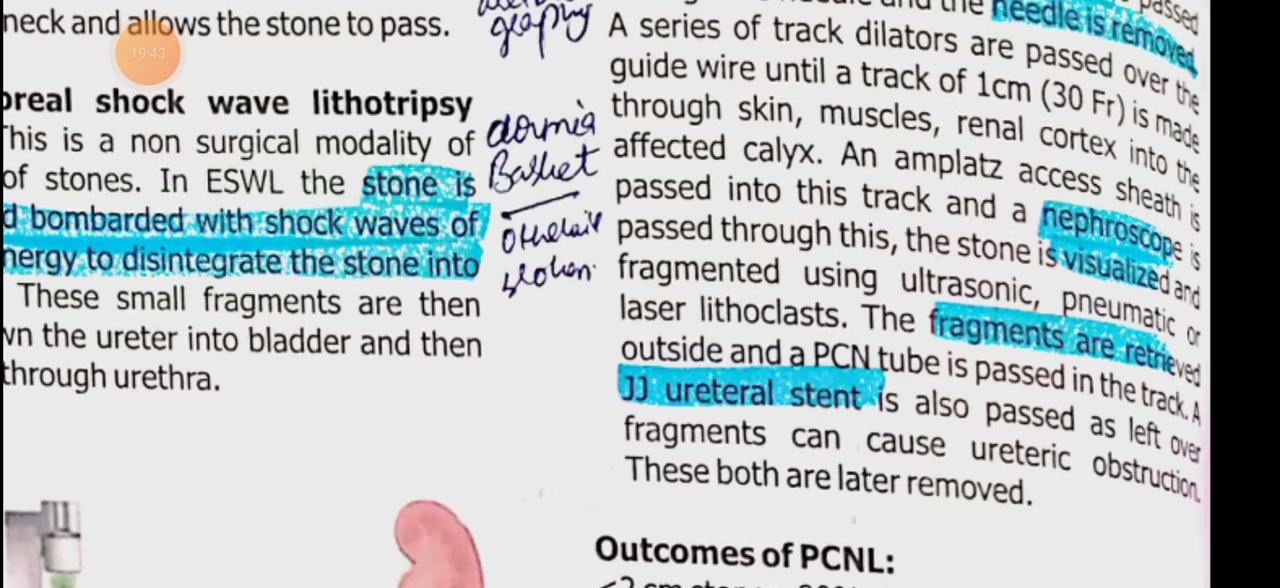 neck and allows the stone to pass.
19:43
oreal shock wave lithotripsy
This is a non surgical modality of
of stones. In ESWL the stone is
d bombarded with shock waves of
nergy to disintegrate the stone into
These small fragments are then
wn the ureter into bladder and then
through urethra.
graphy
dormia
Basket
passed
and the needle is removed
A series of track dilators are passed over the
guide wire until a track of 1cm (30 Fr) is made
through skin, muscles, renal cortex into the
affected calyx. An amplatz access sheath is
passed into this track and a nephroscope is
passed through this, the stone is visualized and
fragmented using ultrasonic, pneumatic or
laser lithoclasts. The fragments are retrieved
outside and a PCN tube is passed in the track. A
JJ ureteral stent is also passed as left over
fragments can cause ureteric obstruction.
These both are later removed.
Outcomes of PCNL: